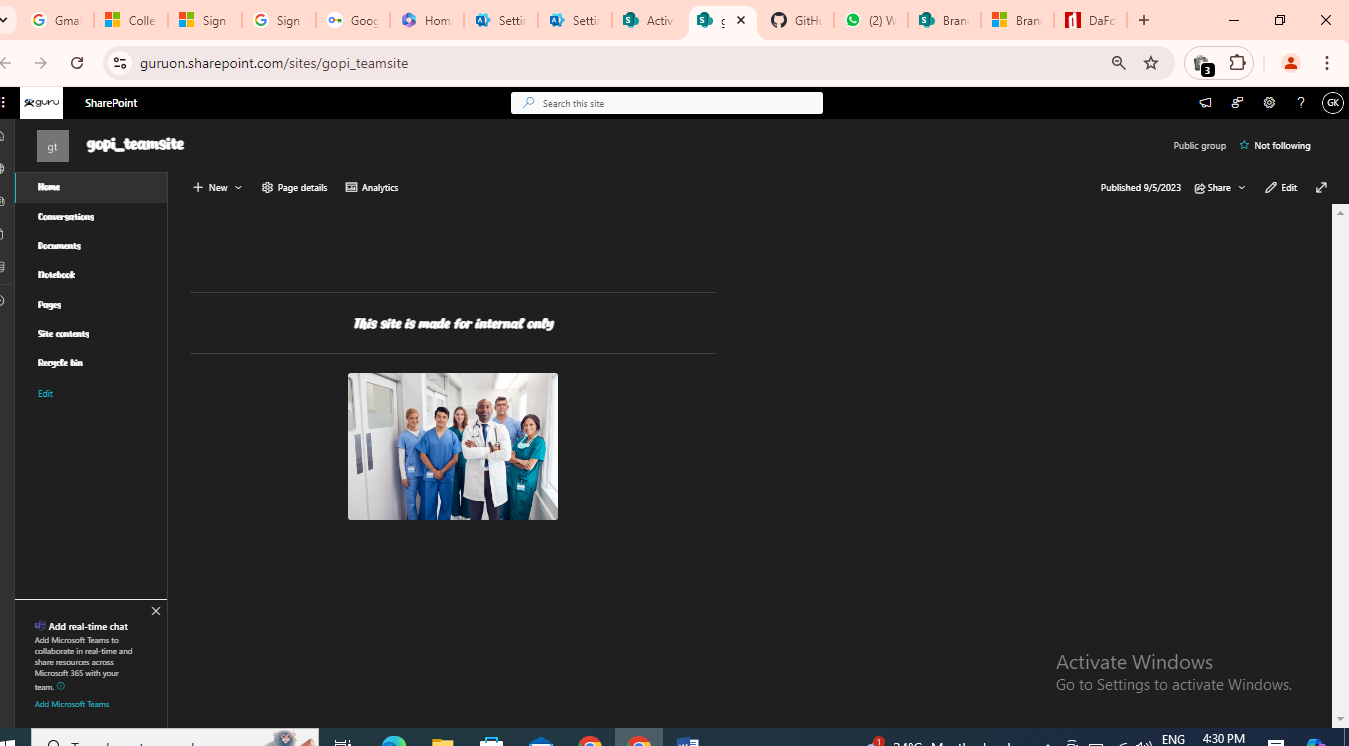 Gmai
Colle
Sign
Sign
Goog
Hom
Settin
Settin
Activ
g
GitHu
(2) W
Bran
Bran
DaFo
guruon.sharepoint.com/sites/gopi_teamsite
3
guru
SharePoint
Search this site
?
GK
gt
gopi_teamsite
Public group
Not following
Home
Conversations
Documents
Notebook
Pages
Site contents
Recycle bin
Edit
New
Page details
Analytics
Published 9/5/2023
Share
Edit
This site is made for internal only
Add real-time chat
Add Microsoft Teams to
collaborate in real-time and
share resources across
Microsoft 365 with your
team.
Add Microsoft Teams
Activate Windows
Go to Settings to activate Windows.
1
ENG
4:30 PM